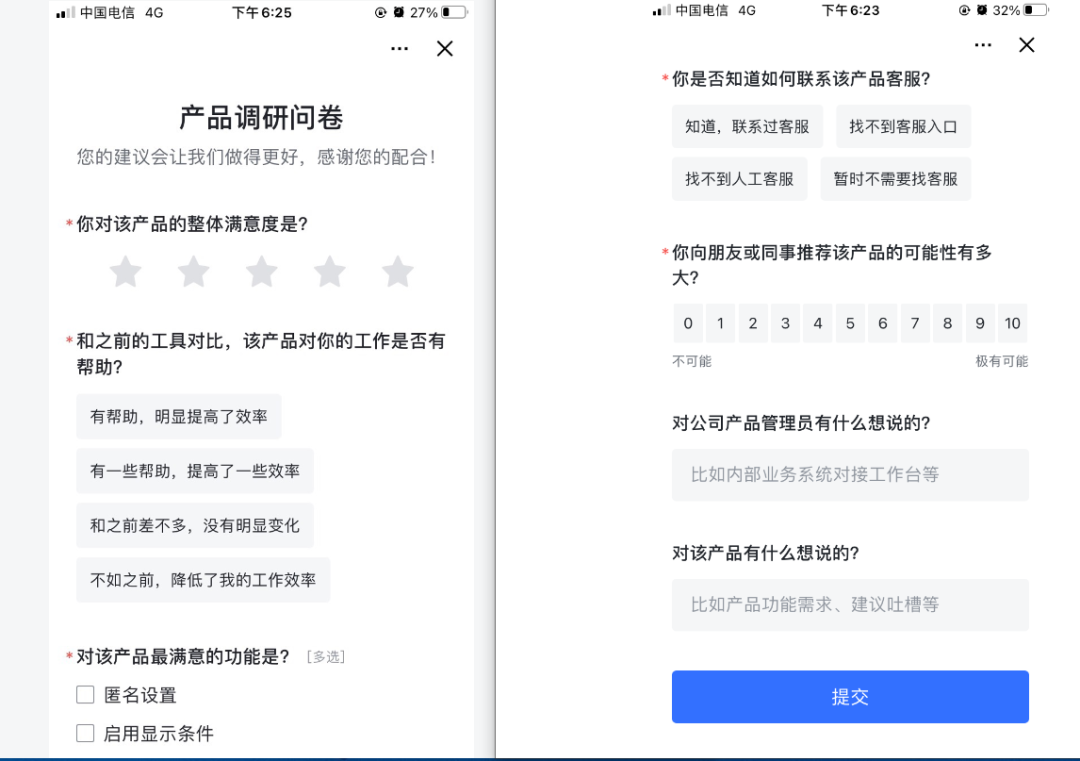 中国电信 4G 下午6:25 27%
产品调研问卷
您的建议会让我们做得更好，感谢您的配合！
*你对该产品的整体满意度是？
*和之前的工具对比，该产品对你的工作是否有
帮助？
有帮助，明显提高了效率
有一些帮助，提高了一些效率
和之前差不多，没有明显变化
不如之前，降低了我的工作效率
*对该产品最满意的功能是？ [多选]
匿名设置
启用显示条件
中国电信 4G 下午6:23 32%
*你是否知道如何联系该产品客服？
知道，联系过客服 找不到客服入口
找不到人工客服 暂时不需要找客服
*你向朋友或同事推荐该产品的可能性有多
大？
0 1 2 3 4 5 6 7 8 9 10
不可能 极有可能
对公司产品管理员有什么想说的？
比如内部业务系统对接工作台等
对该产品有什么想说的？
比如产品功能需求、建议吐槽等
提交